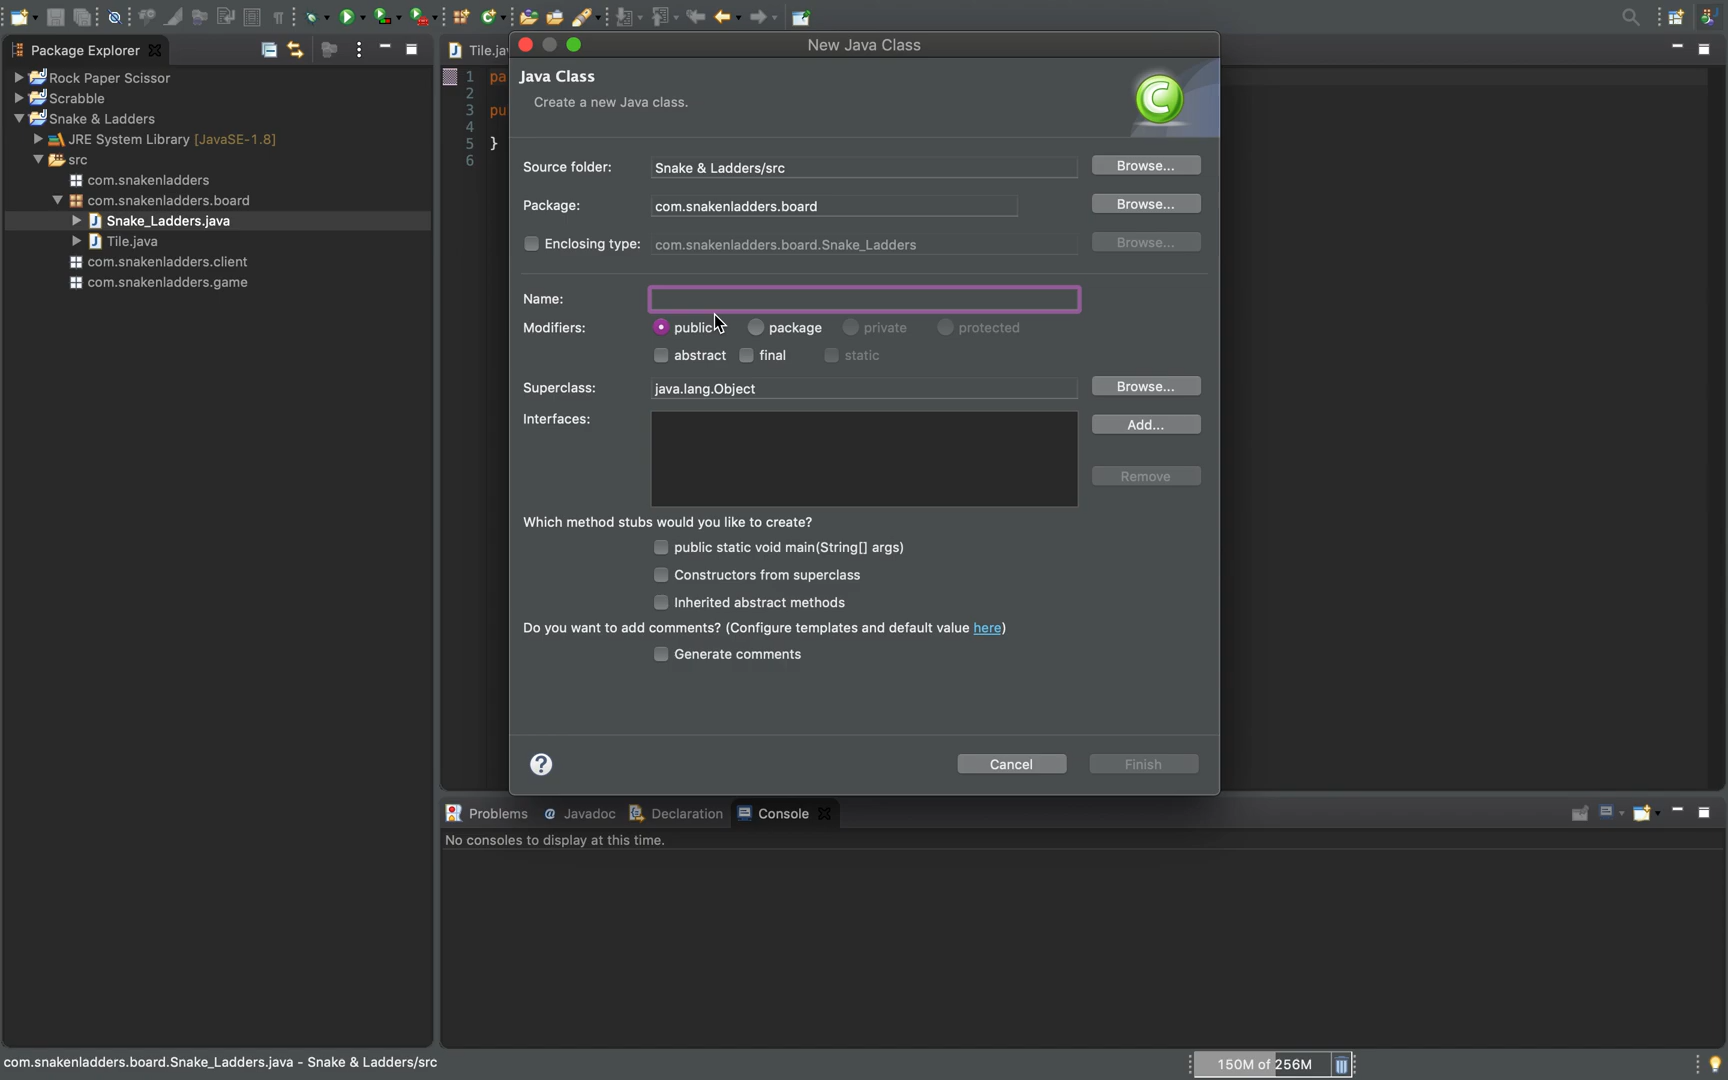 Package Explorer
Rock Paper Scissor
Scrabble
Snake & Ladders
JRE System Library [JavaSE-1.8]
src
com.snakenladders
com.snakenladders.board
Snake_Ladders.java
Tile.java
com.snakenladders.client
com.snakenladders.game
Tile.ja
1 pa
2
3 pu
4
5 }
6
New Java Class
Java Class
Create a new Java class.
Source folder: Snake & Ladders/src Browse...
Package: com.snakenladders.board Browse...
Enclosing type: com.snakenladders.board.Snake_Ladders Browse...
Name:
Modifiers: public package private protected
abstract final static
Superclass: java.lang.Object Browse...
Interfaces: Add...
Remove
Which method stubs would you like to create?
public static void main(String[] args)
Constructors from superclass
Inherited abstract methods
Do you want to add comments? (Configure templates and default value here)
Generate comments
? Cancel Finish
Problems @ Javadoc Declaration Console
No consoles to display at this time.
com.snakenladders.board.Snake_Ladders.java - Snake & Ladders/src
150M of 256M